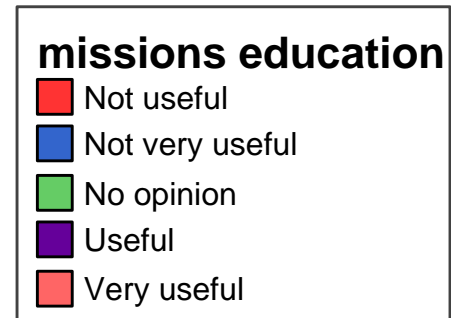 missions education
Not useful
Not very useful
No opinion
Useful
Very useful